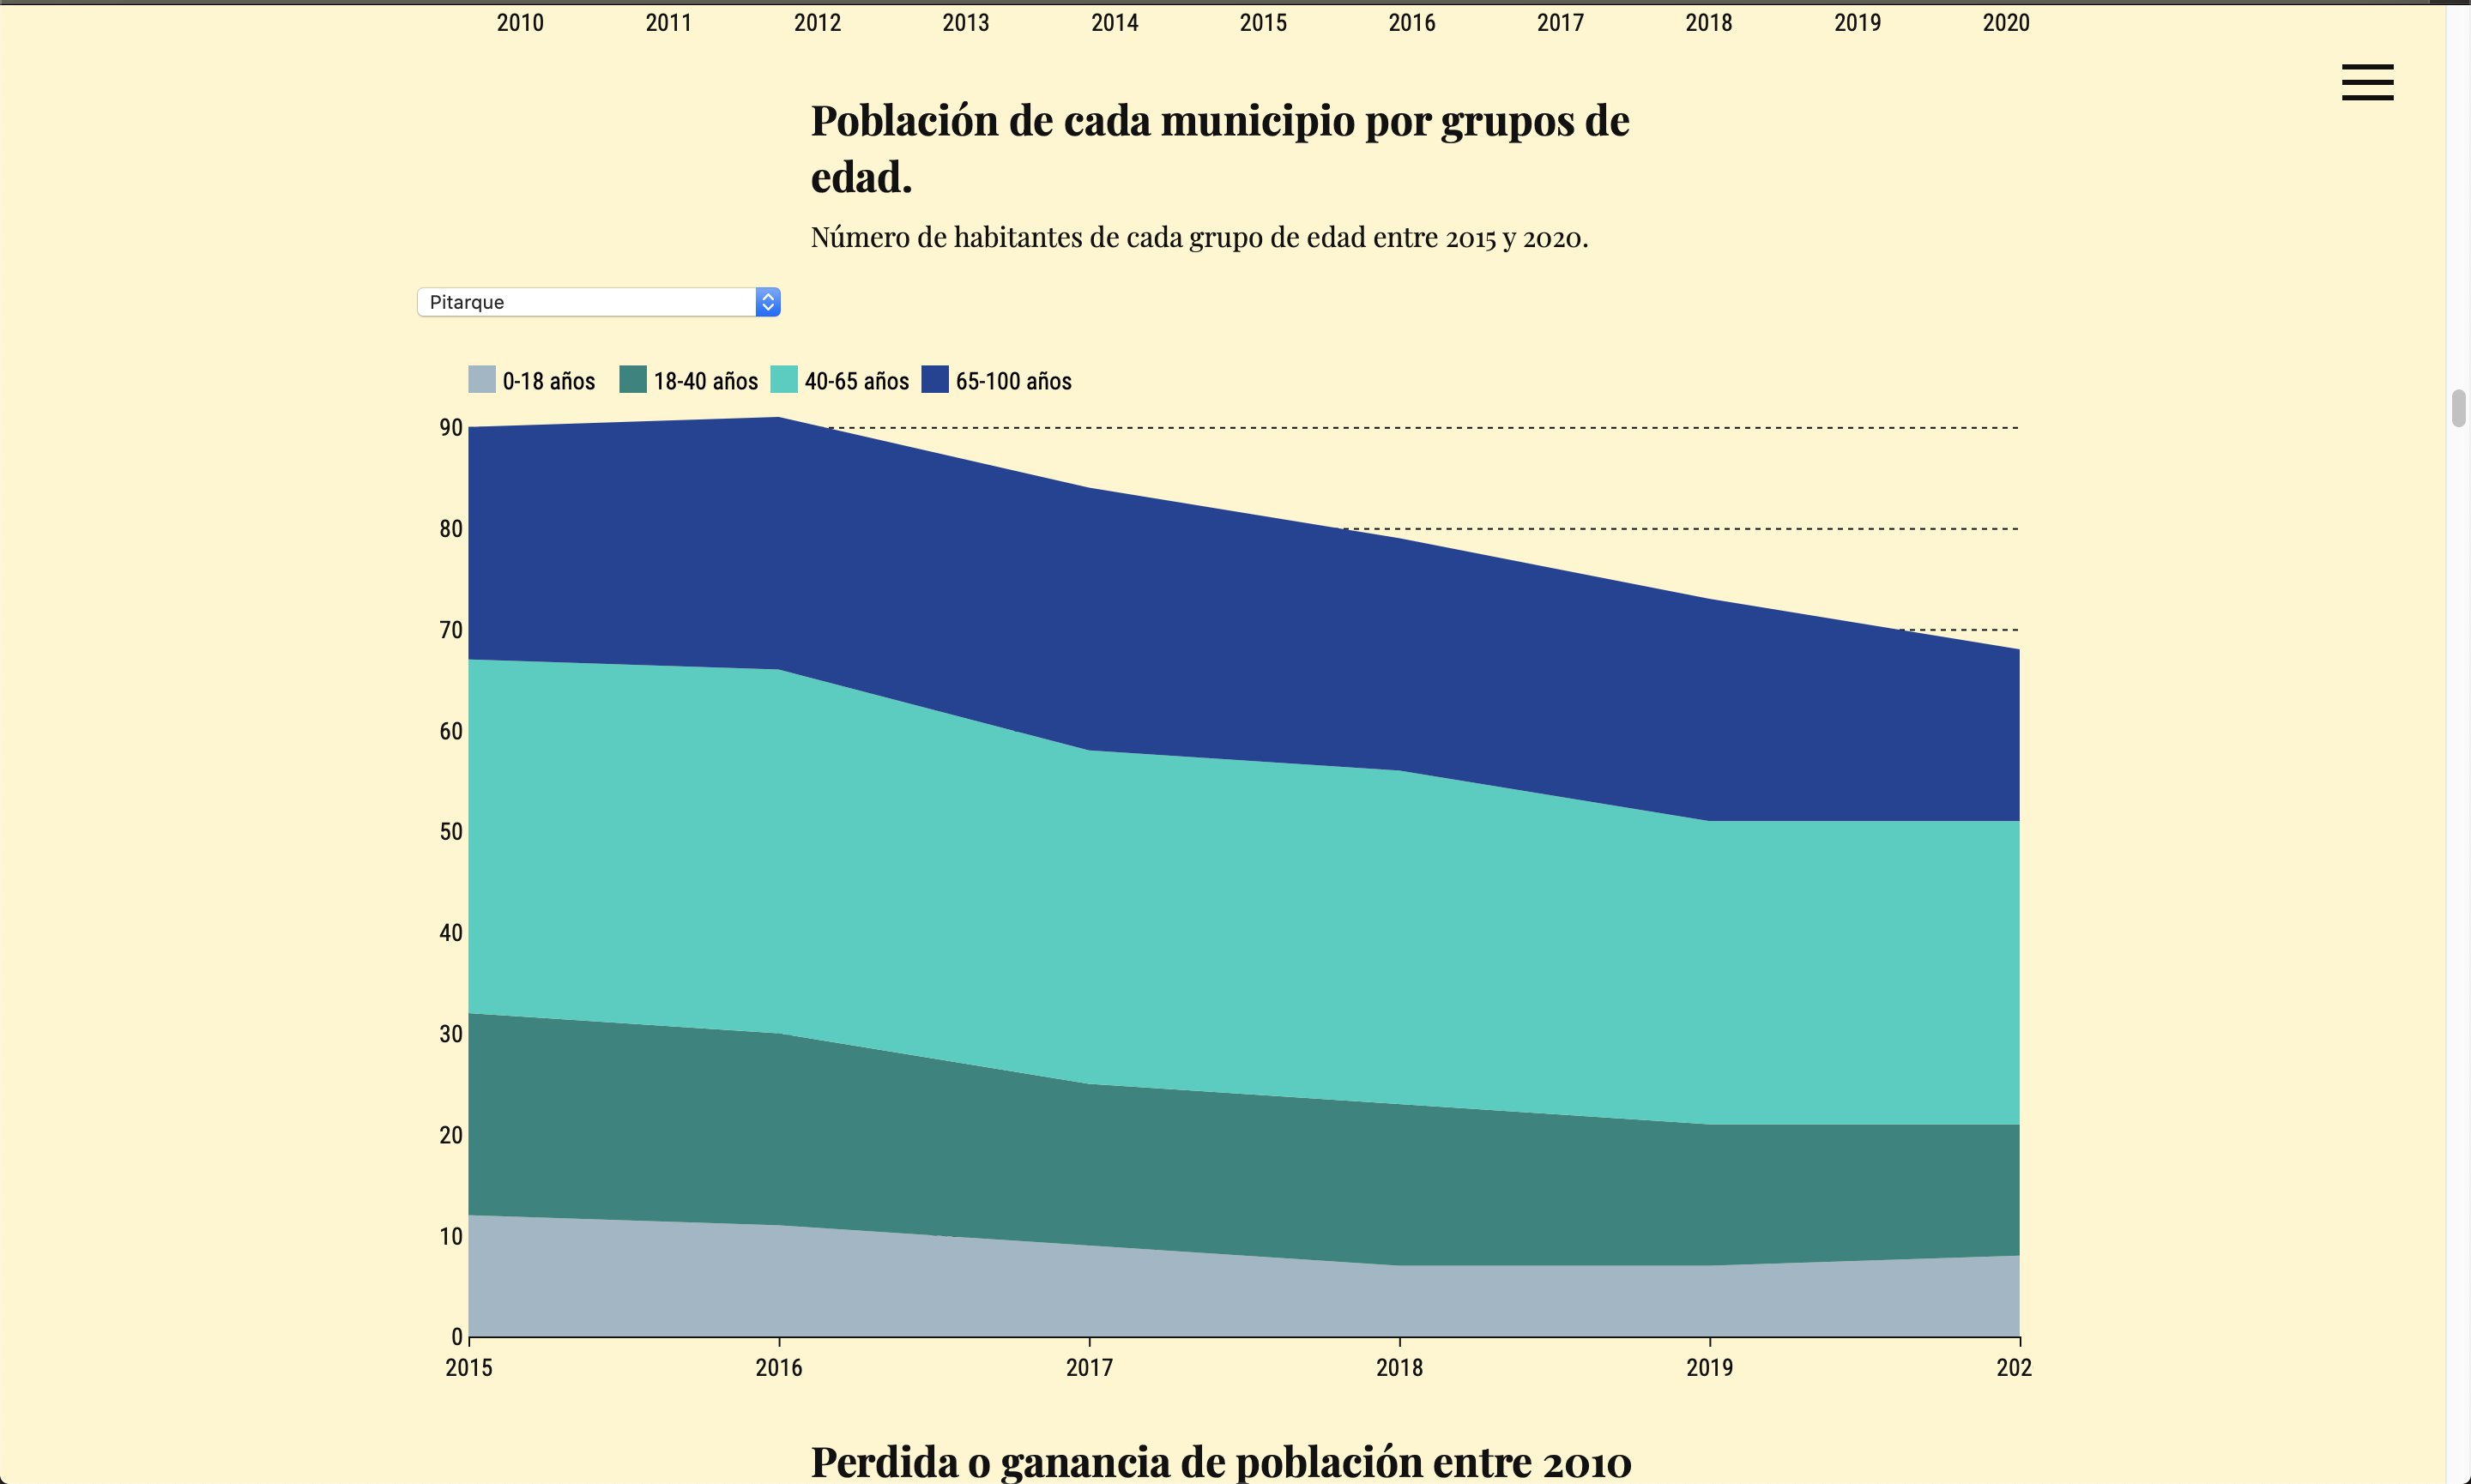 2010 2011 2012 2013 2014 2015 2016 2017 2018 2019 2020
Población de cada municipio por grupos de
edad.
Número de habitantes de cada grupo de edad entre 2015 y 2020.
Pitarque
0-18 años 18-40 años 40-65 años 65-100 años
90
80
70
60
50
40
30
20
10
0
2015 2016 2017 2018 2019 202
Perdida o ganancia de población entre 2010